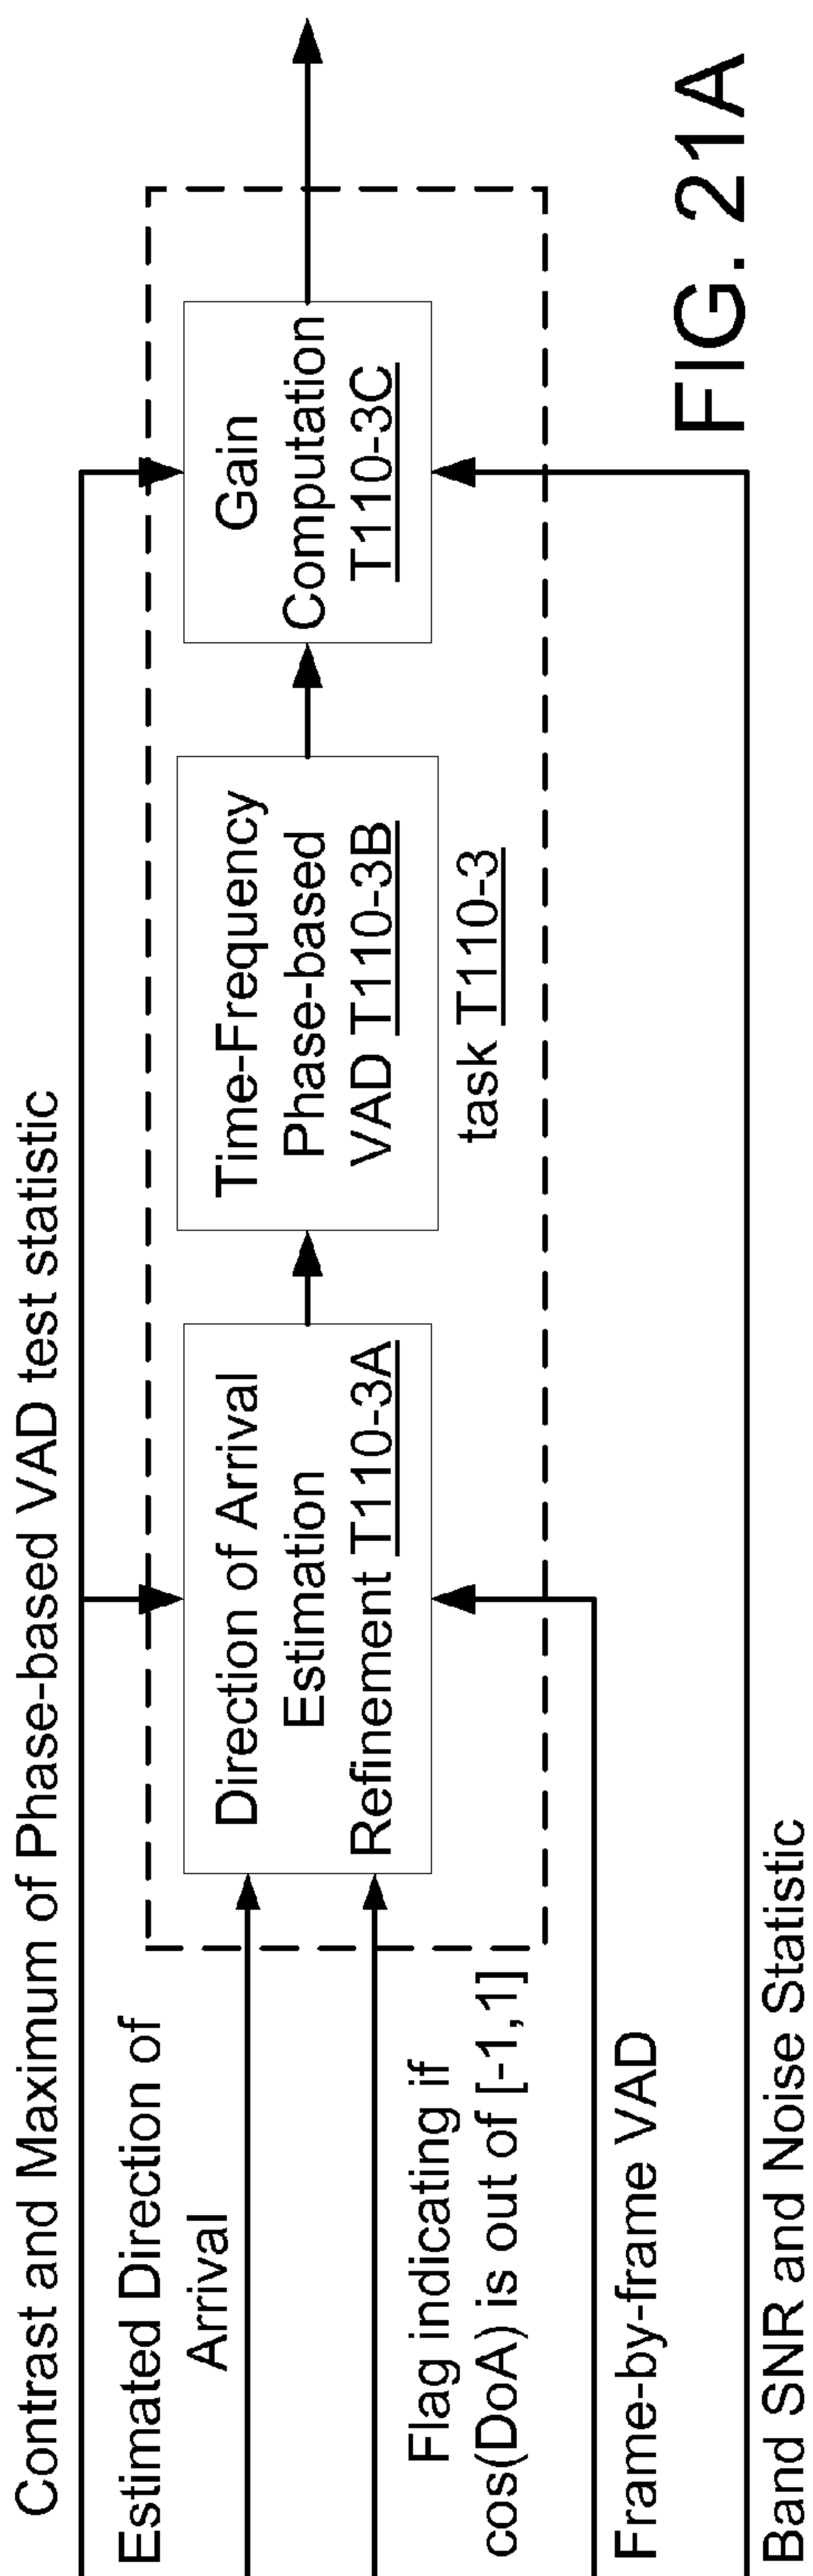 Contrast and Maximum of Phase-based VAD test statistic
Estimated Direction of
Arrival
Flag indicating if
cos(DoA) is out of [-1,1]
Frame-by-frame VAD
Band SNR and Noise Statistic
Direction of Arrival
Estimation
Refinement T110-3A
Time-Frequency
Phase-based
VAD T110-3B
task T110-3
Gain
Computation
T110-3C
FIG. 21A